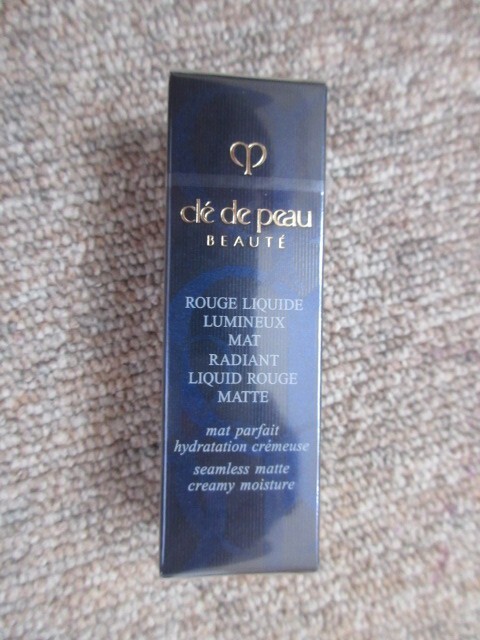 clé de peau
BEAUTÉ
ROUGE LIQUIDE
LUMINEUX
MAT
RADIANT
LIQUID ROUGE
MATTE
mat parfait
hydratation crémeuse
seamless matte
creamy moisture